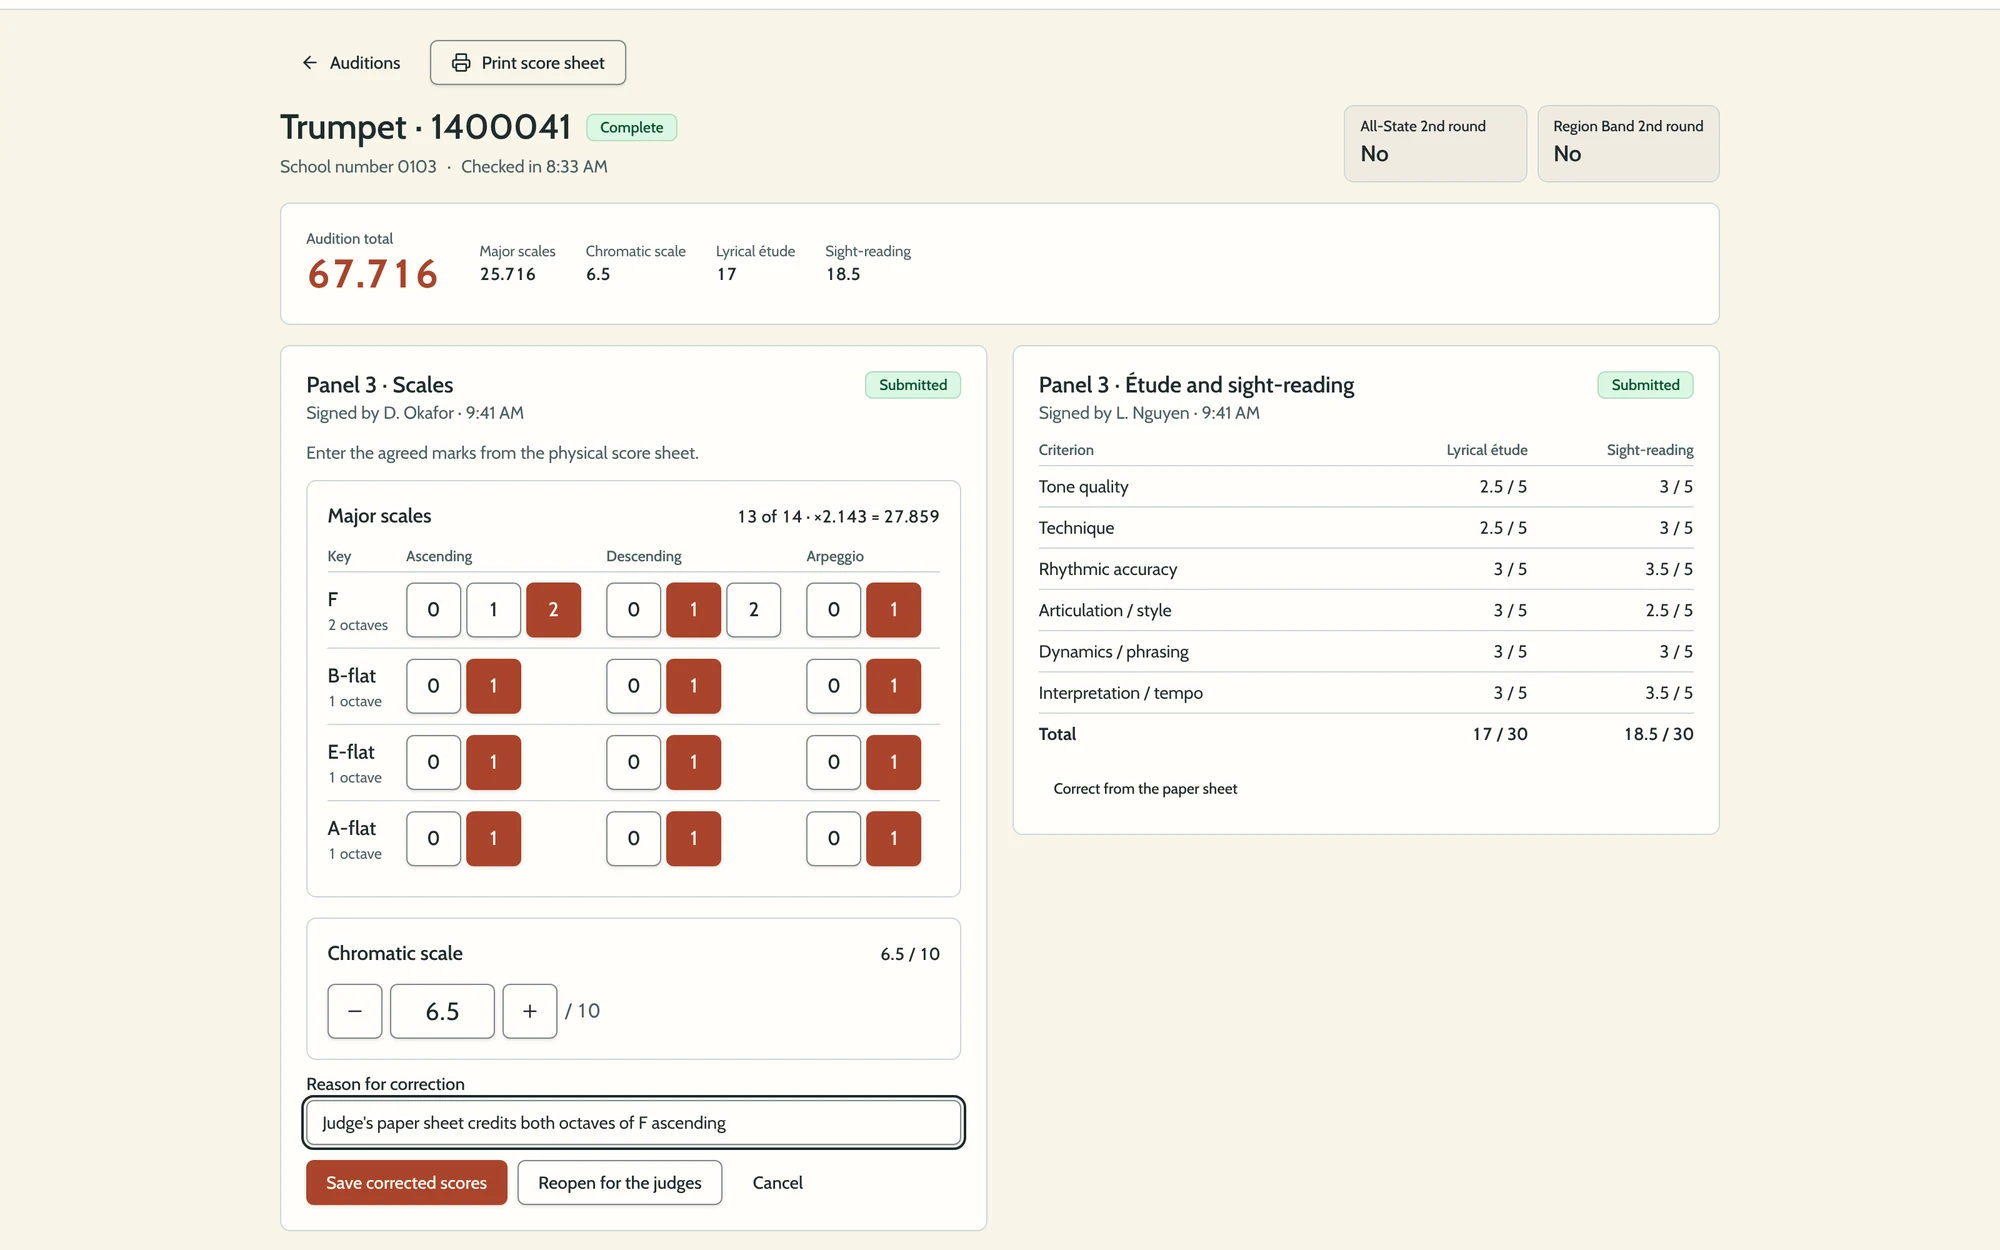 Auditions
Print score sheet
Trumpet · 1400041 Complete
School number 0103 · Checked in 8:33 AM
All-State 2nd round
No
Region Band 2nd round
No
Audition total
67.716
Major scales
25.716
Chromatic scale
6.5
Lyrical étude
17
Sight-reading
18.5
Panel 3 · Scales Submitted
Signed by D. Okafor · 9:41 AM
Enter the agreed marks from the physical score sheet.
Major scales 13 of 14 · ×2.143 = 27.859
Key Ascending Descending Arpeggio
F
2 octaves
0 1 2 0 1 2 0 1
B-flat
1 octave
0 1 0 1 0 1
E-flat
1 octave
0 1 0 1 0 1
A-flat
1 octave
0 1 0 1 0 1
Chromatic scale 6.5 / 10
− 6.5 + / 10
Reason for correction
Judge's paper sheet credits both octaves of F ascending
Save corrected scores Reopen for the judges Cancel
Panel 3 · Étude and sight-reading Submitted
Signed by L. Nguyen · 9:41 AM
Criterion Lyrical étude Sight-reading
Tone quality 2.5 / 5 3 / 5
Technique 2.5 / 5 3 / 5
Rhythmic accuracy 3 / 5 3.5 / 5
Articulation / style 3 / 5 2.5 / 5
Dynamics / phrasing 3 / 5 3 / 5
Interpretation / tempo 3 / 5 3.5 / 5
Total 17 / 30 18.5 / 30
Correct from the paper sheet